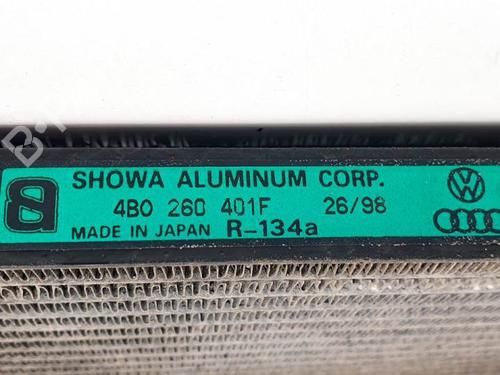 SHOWA ALUMINUM CORP.
4B0 260 401F 26/98
MADE IN JAPAN R-134a